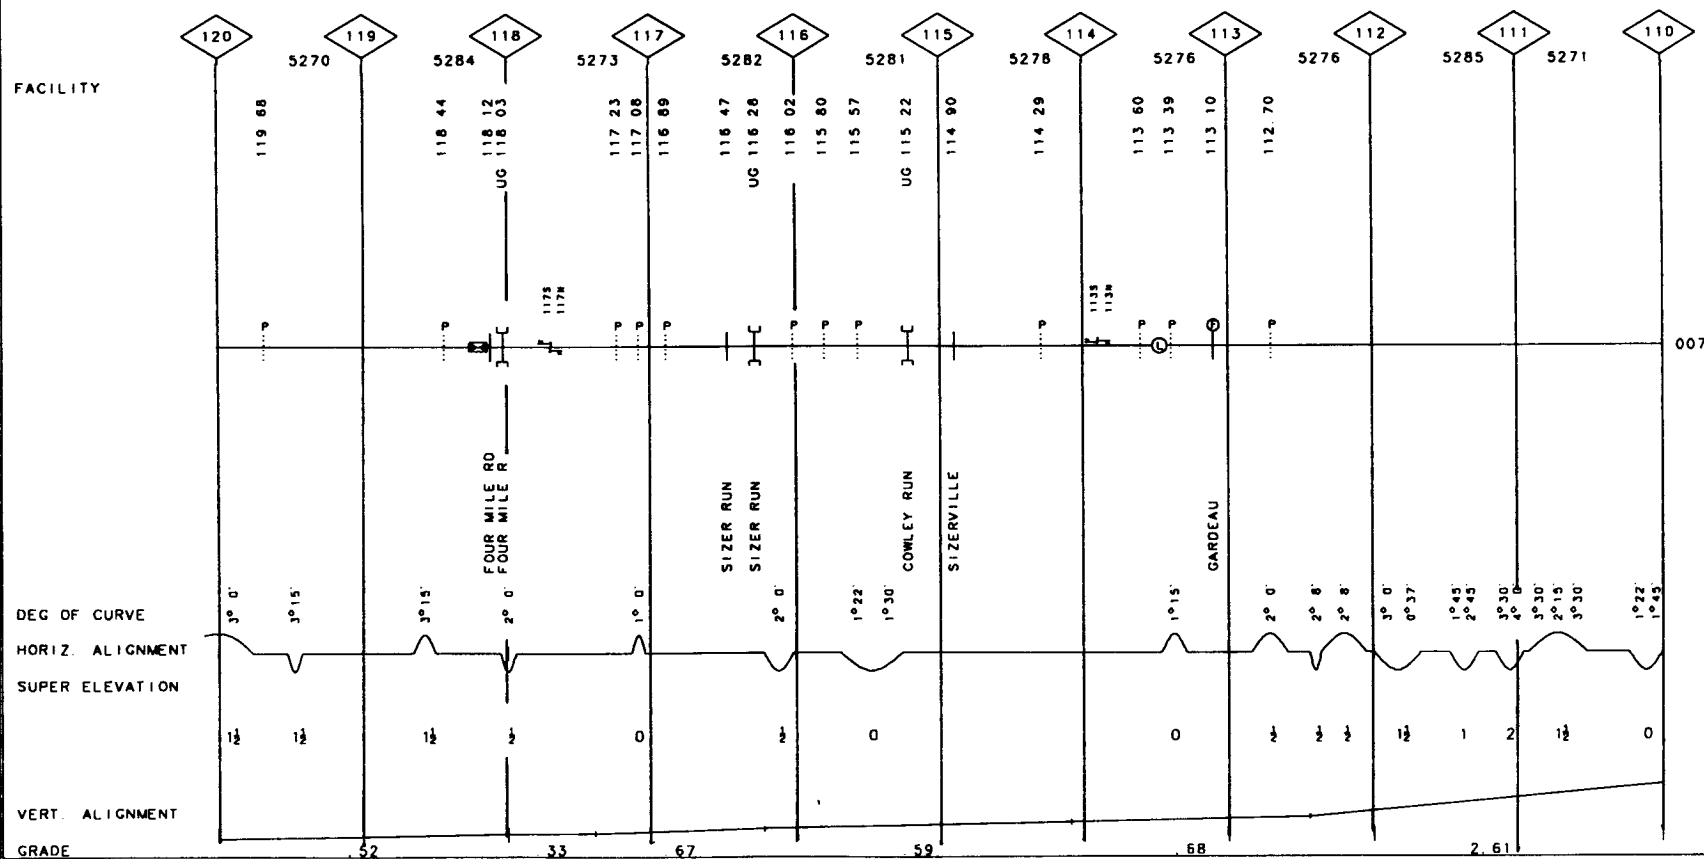 120 119 118 117 116 115 114 113 112 111 110
5270 5284 5273 5282 5281 5278 5276 5276 5285 5271
FACILITY
119 68
118 44
118 12
UG 118 03
117 23
117 08
116 89
116 47
UG 116 28
116 02
115 80
115 57
UG 115 22
114 90
114 29
113 60
113 39
113 10
112.70
117S
117N
113S
113N
P P P P P P P P P P P P
L
F
007
FOUR MILE RD
FOUR MILE R
SIZER RUN
SIZER RUN
COWLEY RUN
SIZERVILLE
GARDEAU
DEG OF CURVE
3° 0' 3°15' 3°15' 2° 0' 1° 0' 2° 0' 1°22' 1°30' 1°15' 2° 0' 2° 8' 2° 8' 3° 0' 0°37' 1°45' 2°45' 3°30' 4° 0' 3°30' 2°15' 3°30' 1°22' 1°45'
HORIZ. ALIGNMENT
SUPER ELEVATION
1½ 1½ 1½ ½ 0 ½ 0 0 ½ ½ ½ 1½ 1 2 1½ 0
VERT. ALIGNMENT
GRADE .52 .33 .67 .59 .68 2.61